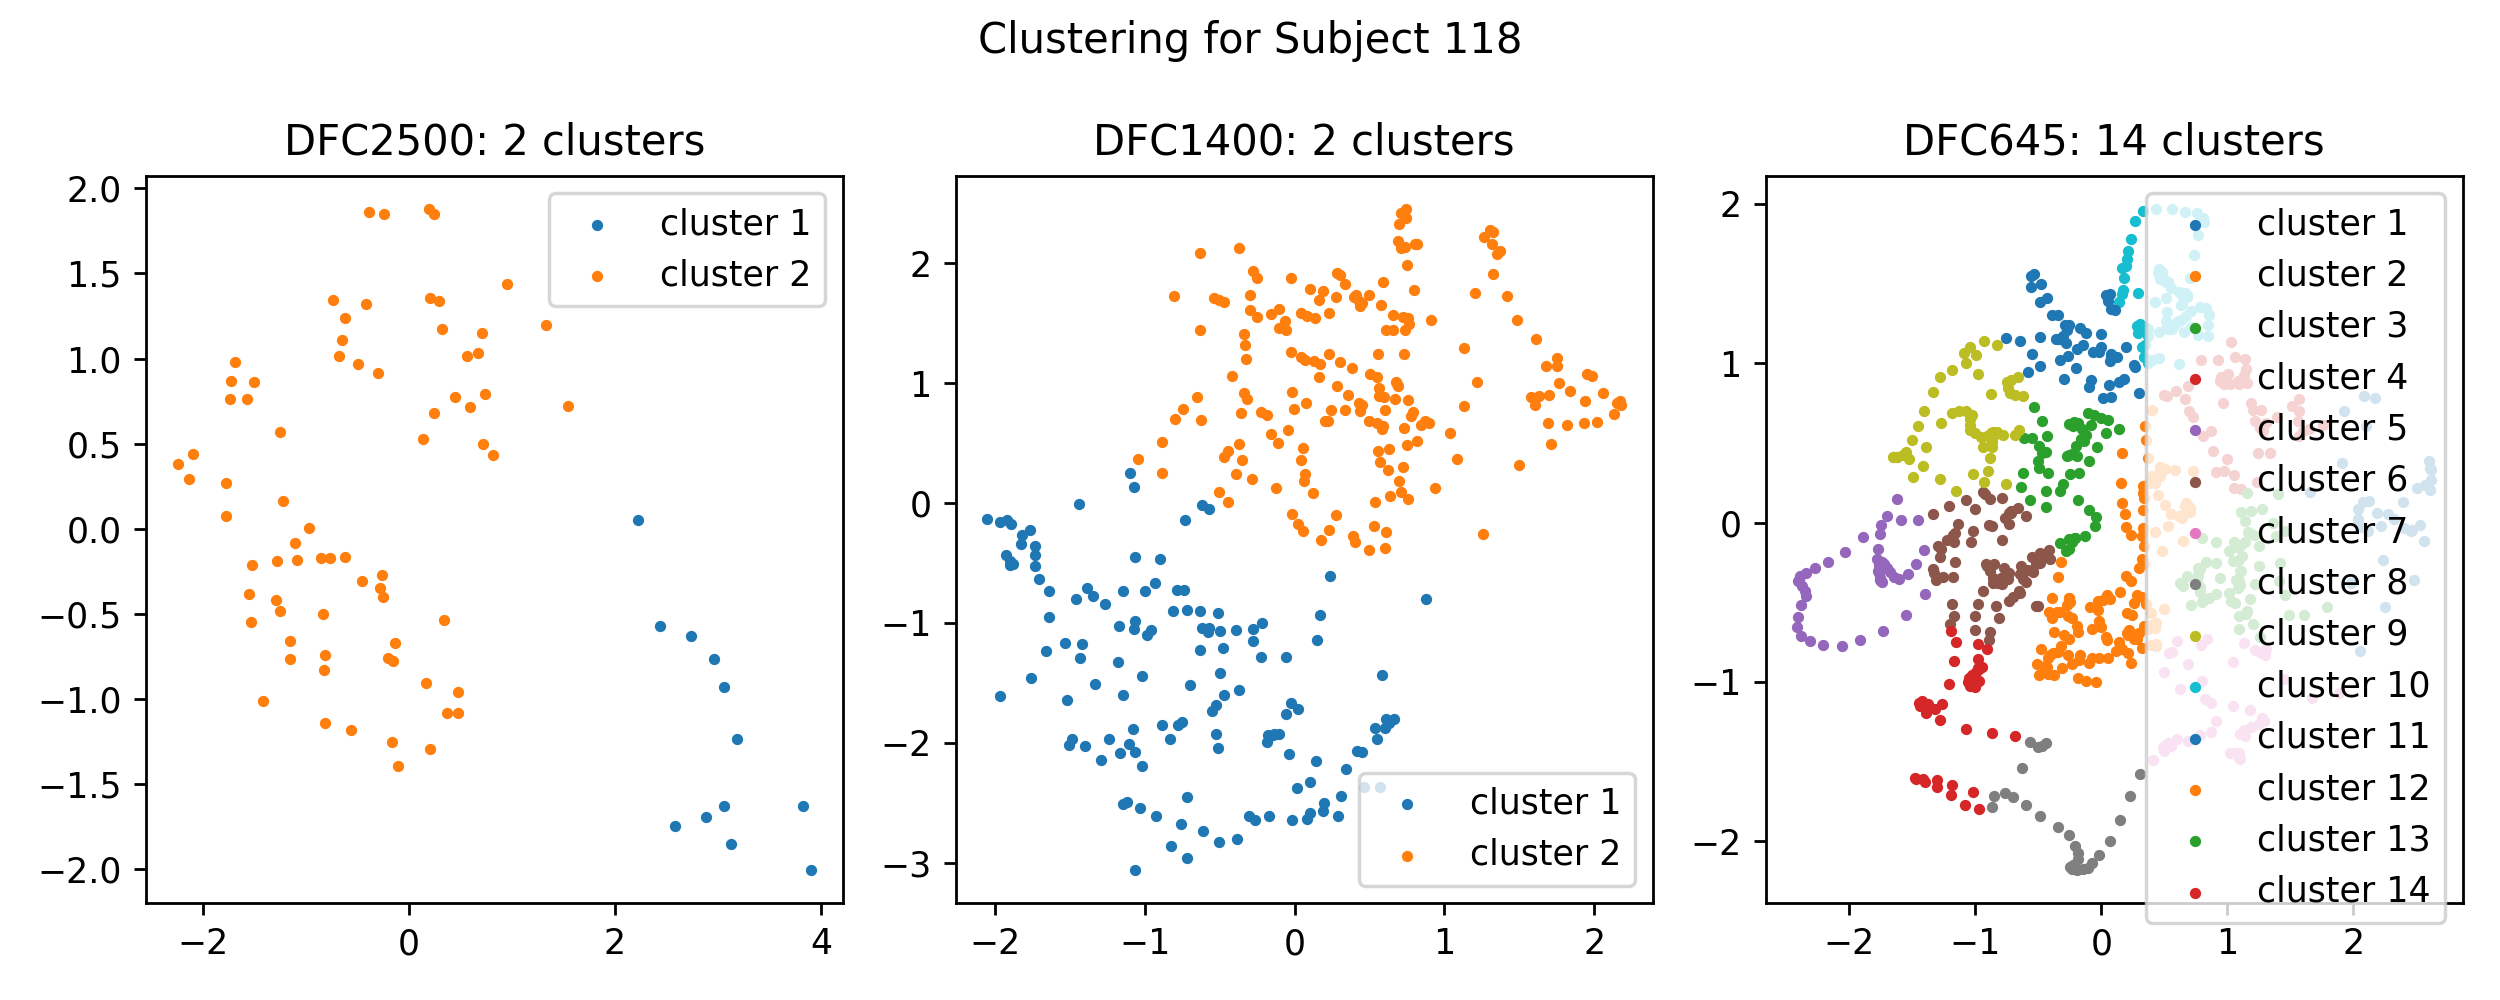 Clustering for Subject 118
DFC2500: 2 clusters
2.0
1.5
1.0
0.5
0.0
−0.5
−1.0
−1.5
−2.0
−2
0
2
4
cluster 1
cluster 2
DFC1400: 2 clusters
2
1
0
−1
−2
−3
−2
−1
0
1
2
cluster 1
cluster 2
DFC645: 14 clusters
2
1
0
−1
−2
−2
−1
0
1
2
cluster 1
cluster 2
cluster 3
cluster 4
cluster 5
cluster 6
cluster 7
cluster 8
cluster 9
cluster 10
cluster 11
cluster 12
cluster 13
cluster 14